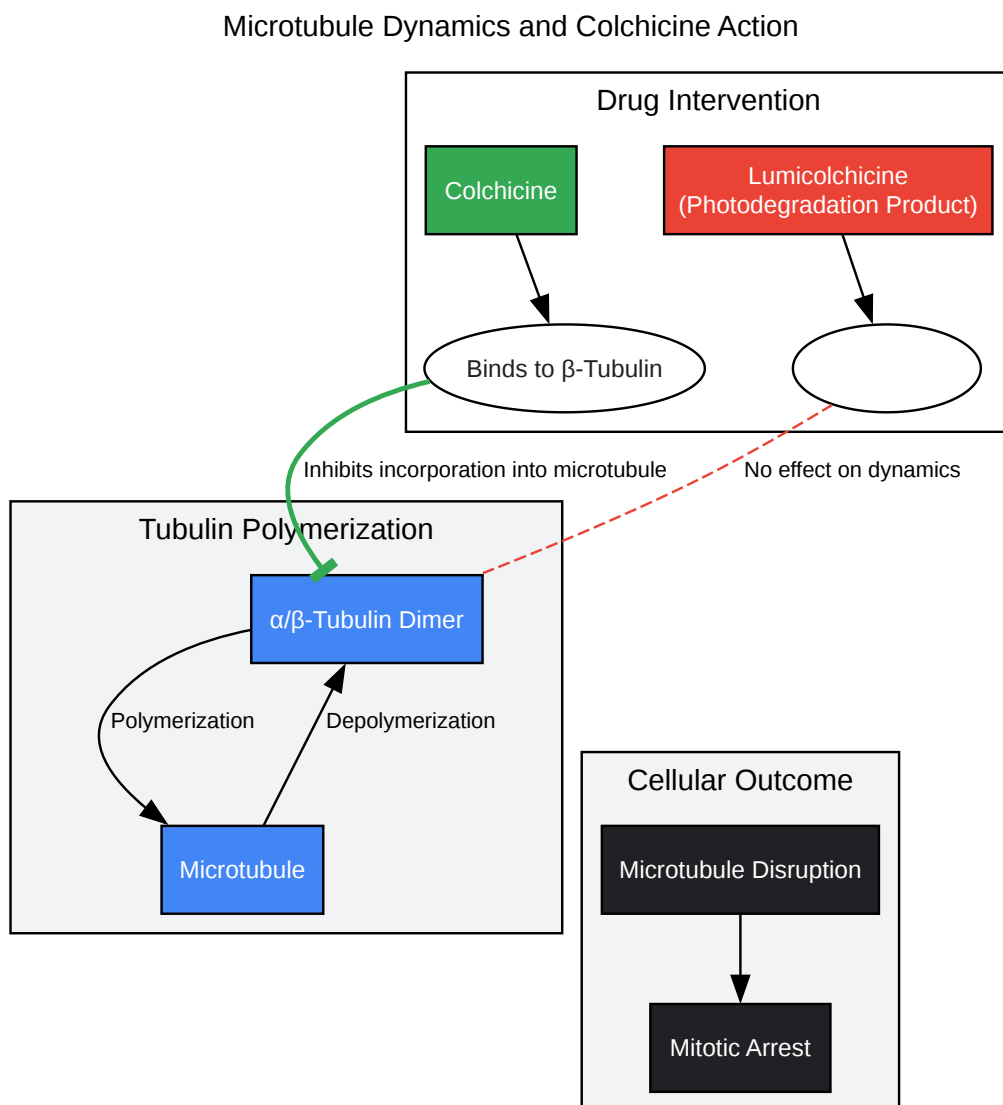 Microtubule Dynamics and Colchicine Action
Drug Intervention
Colchicine
Lumicolchicine
(Photodegradation Product)
Binds to β-Tubulin
Inhibits incorporation into microtubule
No effect on dynamics
Tubulin Polymerization
α/β-Tubulin Dimer
Polymerization
Depolymerization
Microtubule
Cellular Outcome
Microtubule Disruption
Mitotic Arrest